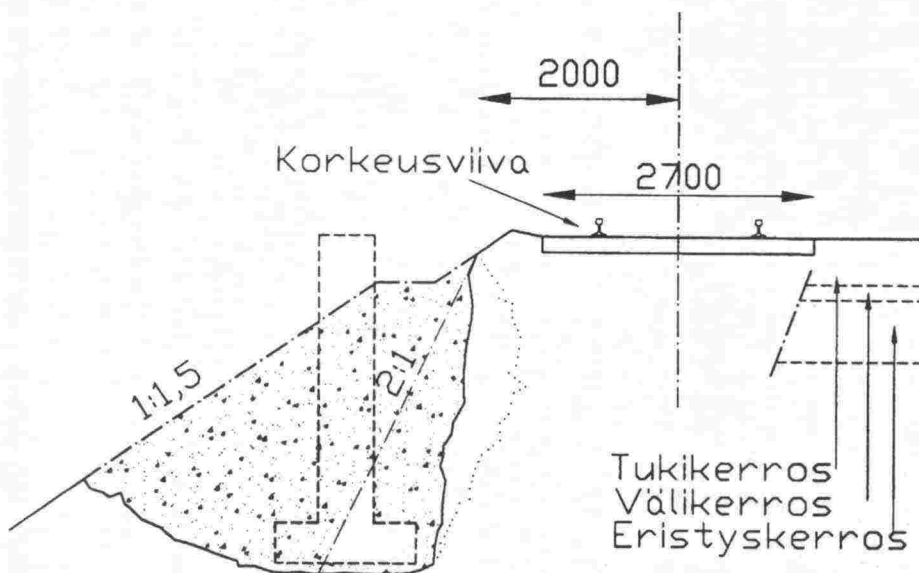 2000
Korkeusviiva
2700
1:1,5
2:1
Tukikerros
Välikerros
Eristyskerros